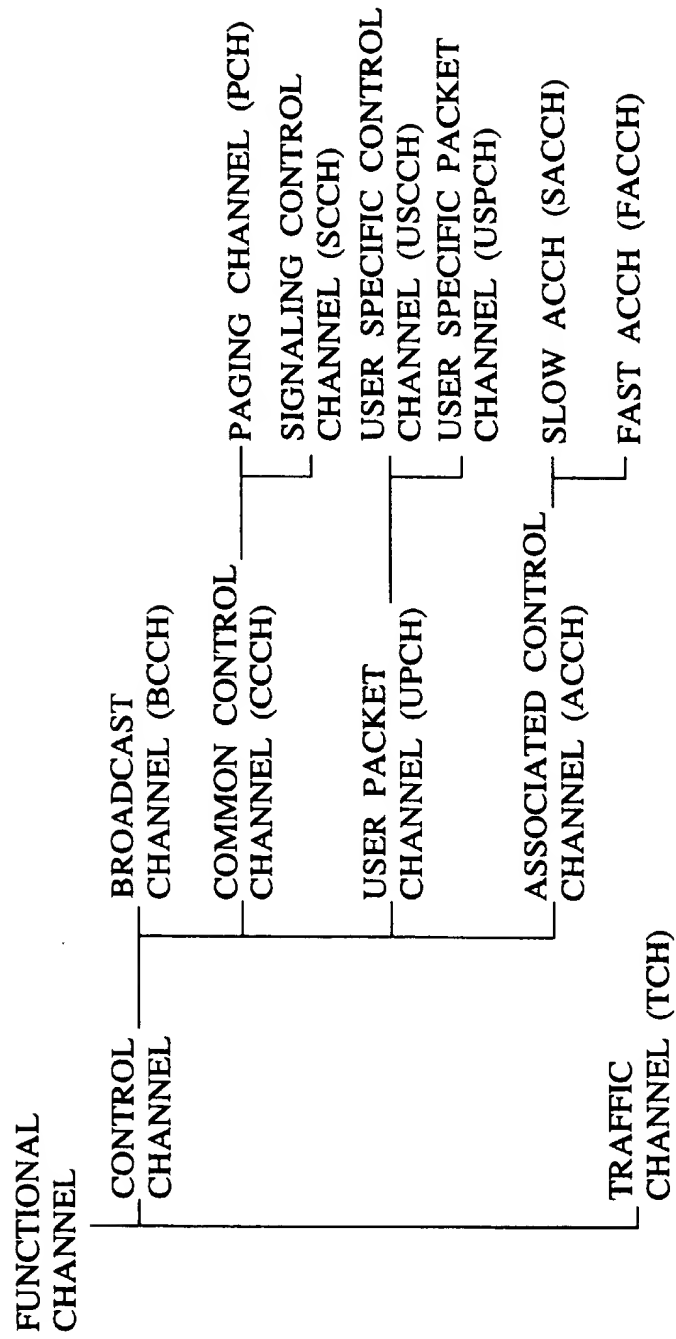 FUNCTIONAL
CHANNEL
CONTROL
CHANNEL
BROADCAST
CHANNEL (BCCH)
COMMON CONTROL
CHANNEL (CCCH)
PAGING CHANNEL (PCH)
SIGNALING CONTROL
CHANNEL (SCCH)
USER PACKET
CHANNEL (UPCH)
USER SPECIFIC CONTROL
CHANNEL (USCCH)
USER SPECIFIC PACKET
CHANNEL (USPCH)
ASSOCIATED CONTROL
CHANNEL (ACCH)
SLOW ACCH (SACCH)
FAST ACCH (FACCH)
TRAFFIC
CHANNEL (TCH)